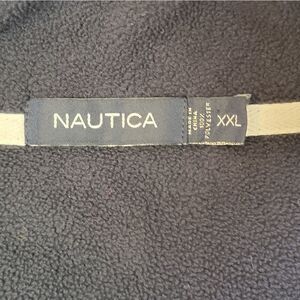 NAUTICA
MADE IN
CHINA
100%
POLYESTER
XXL